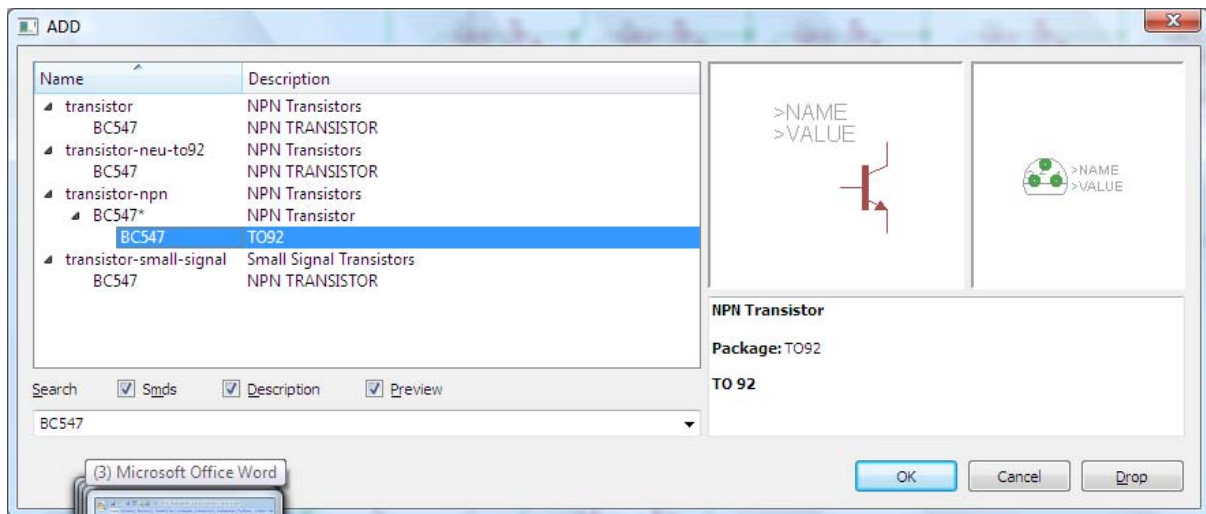 ADD
Name Description
transistor NPN Transistors
BC547 NPN TRANSISTOR
transistor-neu-to92 NPN Transistors
BC547 NPN TRANSISTOR
transistor-npn NPN Transistors
BC547* NPN Transistor
BC547 TO92
transistor-small-signal Small Signal Transistors
BC547 NPN TRANSISTOR
>NAME
>VALUE
>NAME
>VALUE
NPN Transistor
Package: TO92
TO 92
Search Smds Description Preview
BC547
OK Cancel Drop
(3) Microsoft Office Word